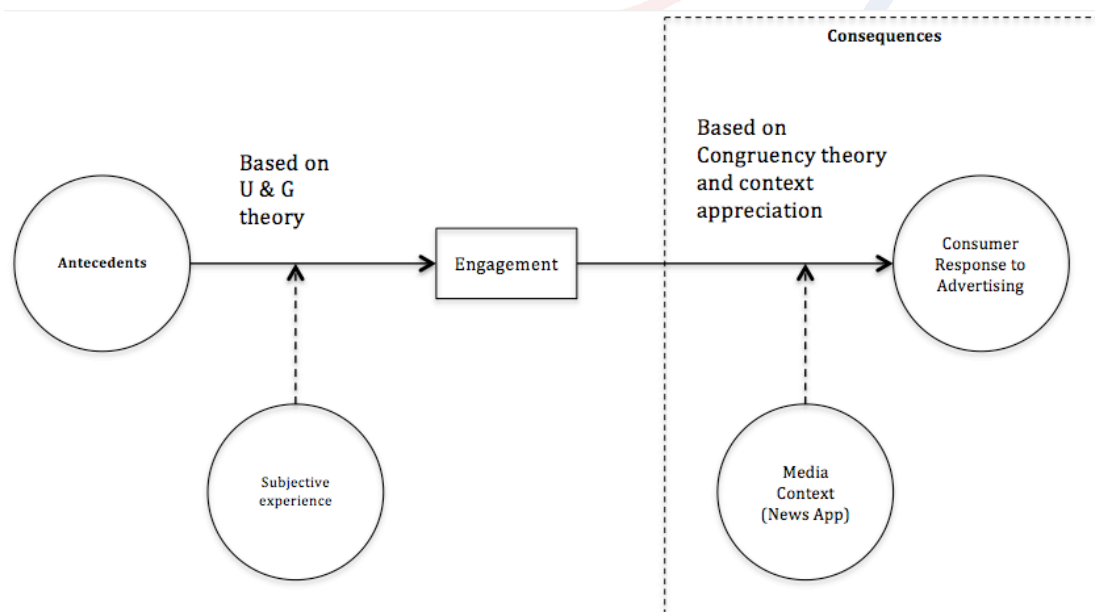 Consequences
Based on
U & G
theory
Based on
Congruency theory
and context
appreciation
Antecedents
Engagement
Consumer
Response to
Advertising
Subjective
experience
Media
Context
(News App)